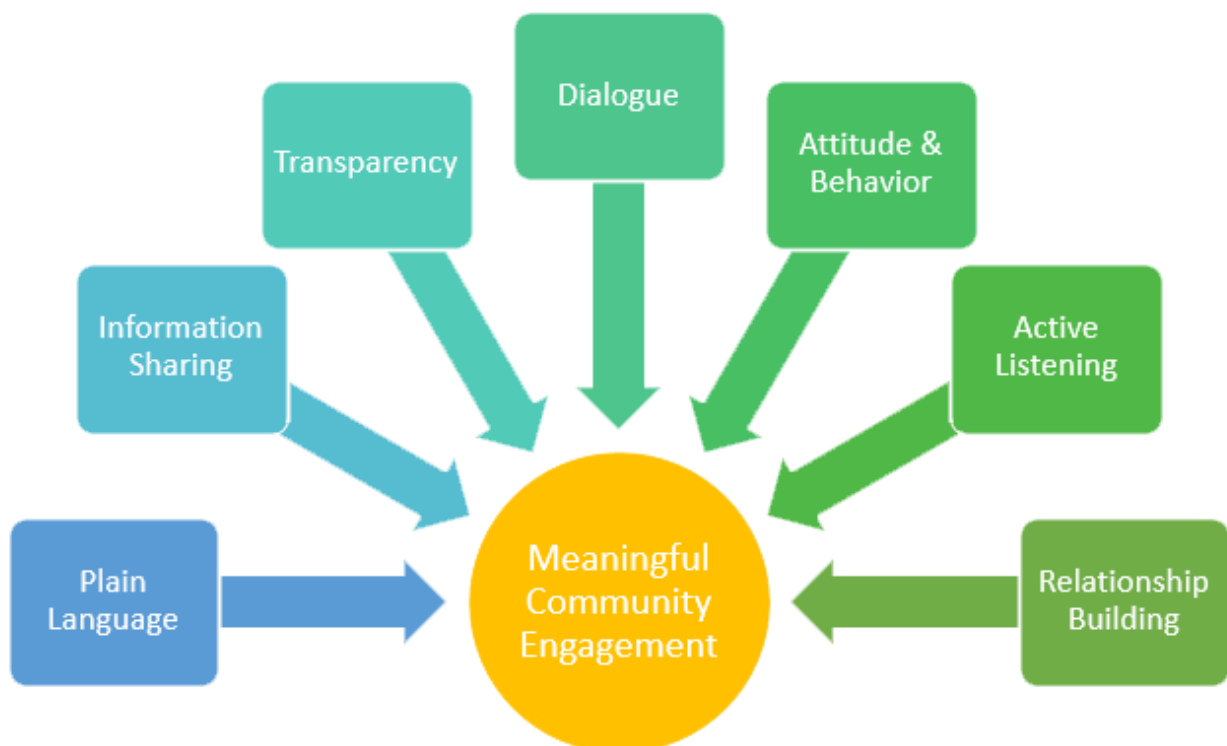 Plain
Language
Information
Sharing
Transparency
Dialogue
Attitude &
Behavior
Active
Listening
Relationship
Building
Meaningful
Community
Engagement